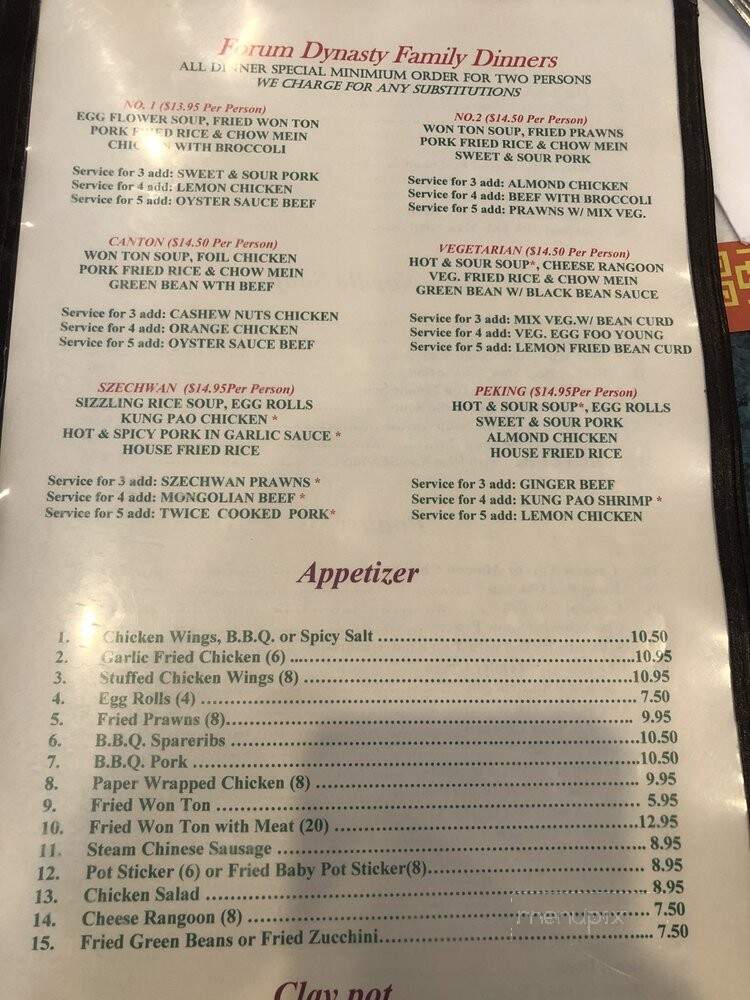 Forum Dynasty Family Dinners
ALL DINNER SPECIAL MINIMIUM ORDER FOR TWO PERSONS
WE CHARGE FOR ANY SUBSTITUTIONS
NO. 1 ($13.95 Per Person)
EGG FLOWER SOUP, FRIED WON TON
PORK FRIED RICE & CHOW MEIN
CHICKEN WITH BROCCOLI
Service for 3 add: SWEET & SOUR PORK
Service for 4 add: LEMON CHICKEN
Service for 5 add: OYSTER SAUCE BEEF
NO.2 ($14.50 Per Person)
WON TON SOUP, FRIED PRAWNS
PORK FRIED RICE & CHOW MEIN
SWEET & SOUR PORK
Service for 3 add: ALMOND CHICKEN
Service for 4 add: BEEF WITH BROCCOLI
Service for 5 add: PRAWNS W/ MIX VEG.
CANTON ($14.50 Per Person)
WON TON SOUP, FOIL CHICKEN
PORK FRIED RICE & CHOW MEIN
GREEN BEAN WTH BEEF
Service for 3 add: CASHEW NUTS CHICKEN
Service for 4 add: ORANGE CHICKEN
Service for 5 add: OYSTER SAUCE BEEF
VEGETARIAN ($14.50 Per Person)
HOT & SOUR SOUP*, CHEESE RANGOON
VEG. FRIED RICE & CHOW MEIN
GREEN BEAN W/ BLACK BEAN SAUCE
Service for 3 add: MIX VEG.W/ BEAN CURD
Service for 4 add: VEG. EGG FOO YOUNG
Service for 5 add: LEMON FRIED BEAN CURD
SZECHWAN ($14.95Per Person)
SIZZLING RICE SOUP, EGG ROLLS
KUNG PAO CHICKEN *
HOT & SPICY PORK IN GARLIC SAUCE *
HOUSE FRIED RICE
Service for 3 add: SZECHWAN PRAWNS *
Service for 4 add: MONGOLIAN BEEF *
Service for 5 add: TWICE COOKED PORK*
PEKING ($14.95Per Person)
HOT & SOUR SOUP*, EGG ROLLS
SWEET & SOUR PORK
ALMOND CHICKEN
HOUSE FRIED RICE
Service for 3 add: GINGER BEEF
Service for 4 add: KUNG PAO SHRIMP *
Service for 5 add: LEMON CHICKEN
Appetizer
1. Chicken Wings, B.B.Q. or Spicy Salt 10.50
2. Garlic Fried Chicken (6) 10.95
3. Stuffed Chicken Wings (8) 10.95
4. Egg Rolls (4) 7.50
5. Fried Prawns (8) 9.95
6. B.B.Q. Spareribs 10.50
7. B.B.Q. Pork 10.50
8. Paper Wrapped Chicken (8) 9.95
9. Fried Won Ton 5.95
10. Fried Won Ton with Meat (20) 12.95
11. Steam Chinese Sausage 8.95
12. Pot Sticker (6) or Fried Baby Pot Sticker(8) 8.95
13. Chicken Salad 8.95
14. Cheese Rangoon (8) 7.50
15. Fried Green Beans or Fried Zucchini 7.50
menupix
Clay pot